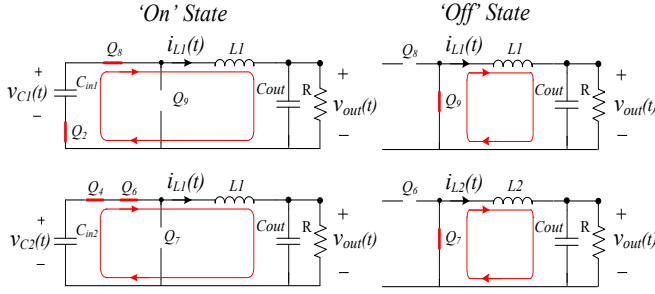 'On' State
'Off' State
Q8 iL1(t) L1
+ vC1(t) − Cin1 Q2 Q9 Cout R + vout(t) −
Q8 iL1(t) L1
Q9 Cout R + vout(t) −
Q4 Q6 iL1(t) L1
+ vC2(t) − Cin2 Q7 Cout R + vout(t) −
Q6 iL2(t) L2
Q7 Cout R + vout(t) −